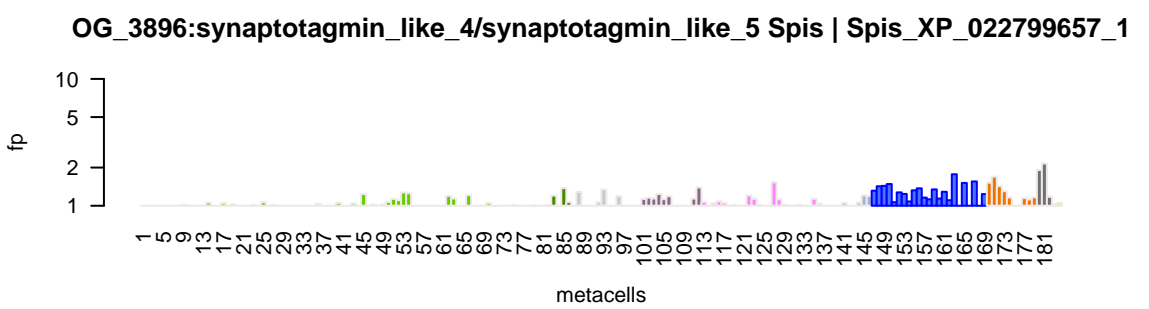 OG_3896:synaptotagmin_like_4/synaptotagmin_like_5 Spis | Spis_XP_022799657_1
10
5
2
1
fp
1 5 9 13 17 21 25 29 33 37 41 45 49 53 57 61 65 69 73 77 81 85 89 93 97 101 105 109 113 117 121 125 129 133 137 141 145 149 153 157 161 165 169 173 177 181
metacells